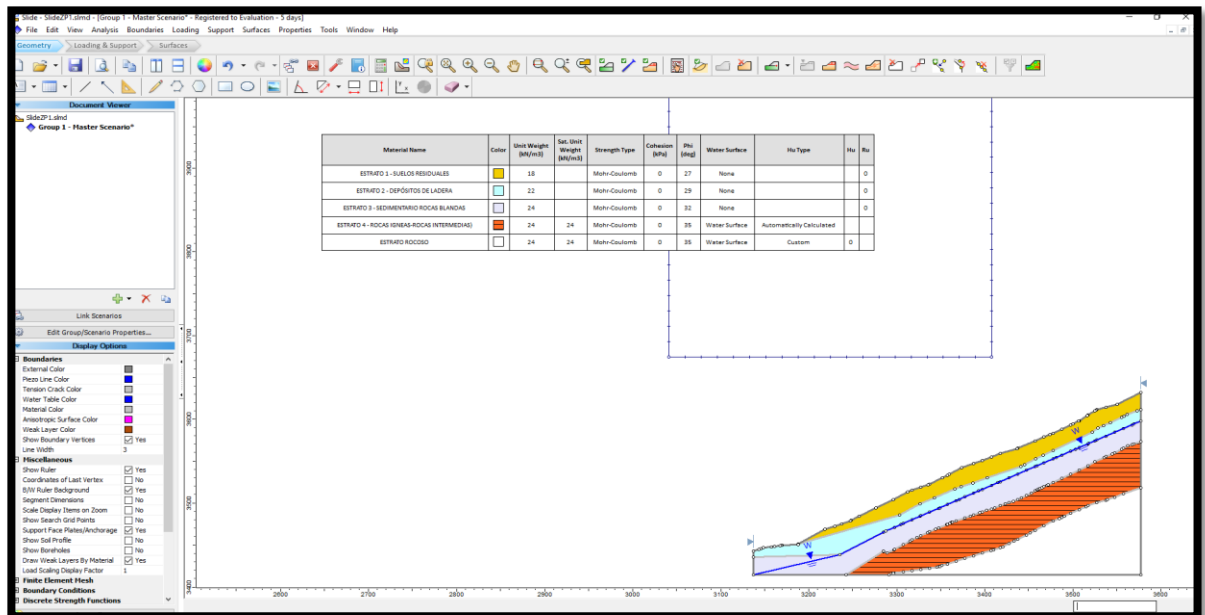 Slide - SlideZP1.slmd - [Group 1 - Master Scenario* - Registered to Evaluation - 5 days]
File Edit View Analysis Boundaries Loading Support Surfaces Properties Tools Window Help
Geometry Loading & Support Surfaces
Document Viewer
SlideZP1.slmd
Group 1 - Master Scenario*
Link Scenarios
Edit Group/Scenario Properties...
Display Options
Boundaries
External Color
Piezo Line Color
Tension Crack Color
Water Table Color
Material Color
Anisotropic Surface Color
Weak Layer Color
Show Boundary Vertices Yes
Line Width 3
Miscellaneous
Show Ruler Yes
Coordinates of Last Vertex No
B/W Ruler Background Yes
Segment Dimensions No
Scale Display Items on Zoom No
Show Search Grid Points No
Support Face Plates/Anchorage Yes
Show Soil Profile No
Show Boreholes No
Draw Weak Layers By Material Yes
Load Scaling Display Factor 1
Finite Element Mesh
Boundary Conditions
Discrete Strength Functions
Material Name Color Unit Weight (kN/m3) Sat. Unit Weight (kN/m3) Strength Type Cohesion (kPa) Phi (deg) Water Surface Hu Type Hu Ru
ESTRATO 1 - SUELOS RESIDUALES 18 Mohr-Coulomb 0 27 None 0
ESTRATO 2 - DEPÓSITOS DE LADERA 22 Mohr-Coulomb 0 29 None 0
ESTRATO 3 - SEDIMENTARIO ROCAS BLANDAS 24 Mohr-Coulomb 0 32 None 0
ESTRATO 4 - ROCAS IGNEAS-ROCAS INTERMEDIAS) 24 24 Mohr-Coulomb 0 35 Water Surface Automatically Calculated
ESTRATO ROCOSO 24 24 Mohr-Coulomb 0 35 Water Surface Custom 0
3900
3800
3700
3600
3500
3400
W
W
2600 2700 2800 2900 3000 3100 3200 3300 3400 3500 3600